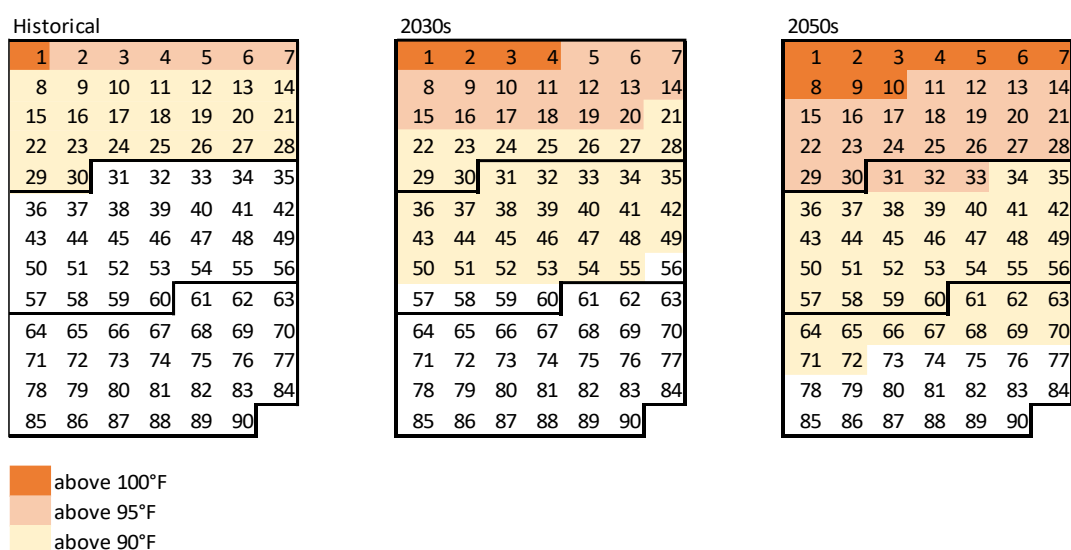 Historical
1 2 3 4 5 6 7
8 9 10 11 12 13 14
15 16 17 18 19 20 21
22 23 24 25 26 27 28
29 30 31 32 33 34 35
36 37 38 39 40 41 42
43 44 45 46 47 48 49
50 51 52 53 54 55 56
57 58 59 60 61 62 63
64 65 66 67 68 69 70
71 72 73 74 75 76 77
78 79 80 81 82 83 84
85 86 87 88 89 90
2030s
1 2 3 4 5 6 7
8 9 10 11 12 13 14
15 16 17 18 19 20 21
22 23 24 25 26 27 28
29 30 31 32 33 34 35
36 37 38 39 40 41 42
43 44 45 46 47 48 49
50 51 52 53 54 55 56
57 58 59 60 61 62 63
64 65 66 67 68 69 70
71 72 73 74 75 76 77
78 79 80 81 82 83 84
85 86 87 88 89 90
2050s
1 2 3 4 5 6 7
8 9 10 11 12 13 14
15 16 17 18 19 20 21
22 23 24 25 26 27 28
29 30 31 32 33 34 35
36 37 38 39 40 41 42
43 44 45 46 47 48 49
50 51 52 53 54 55 56
57 58 59 60 61 62 63
64 65 66 67 68 69 70
71 72 73 74 75 76 77
78 79 80 81 82 83 84
85 86 87 88 89 90
above 100°F
above 95°F
above 90°F